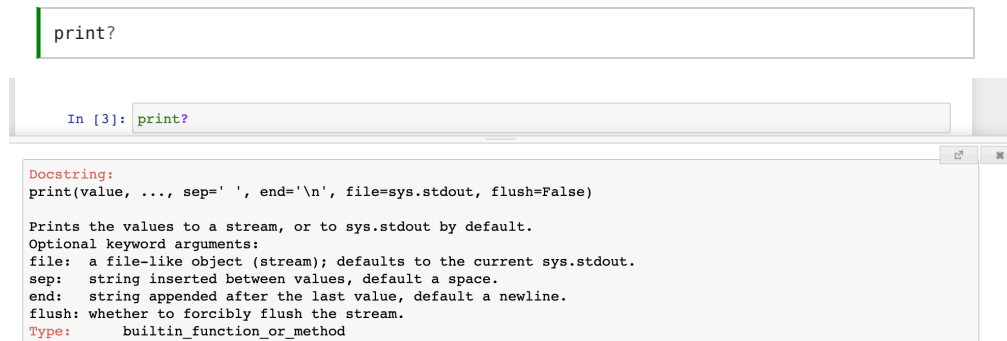 print?
In [3]: print?
Docstring:
print(value, ..., sep=' ', end='\n', file=sys.stdout, flush=False)
Prints the values to a stream, or to sys.stdout by default.
Optional keyword arguments:
file:  a file-like object (stream); defaults to the current sys.stdout.
sep:   string inserted between values, default a space.
end:   string appended after the last value, default a newline.
flush: whether to forcibly flush the stream.
Type:      builtin_function_or_method